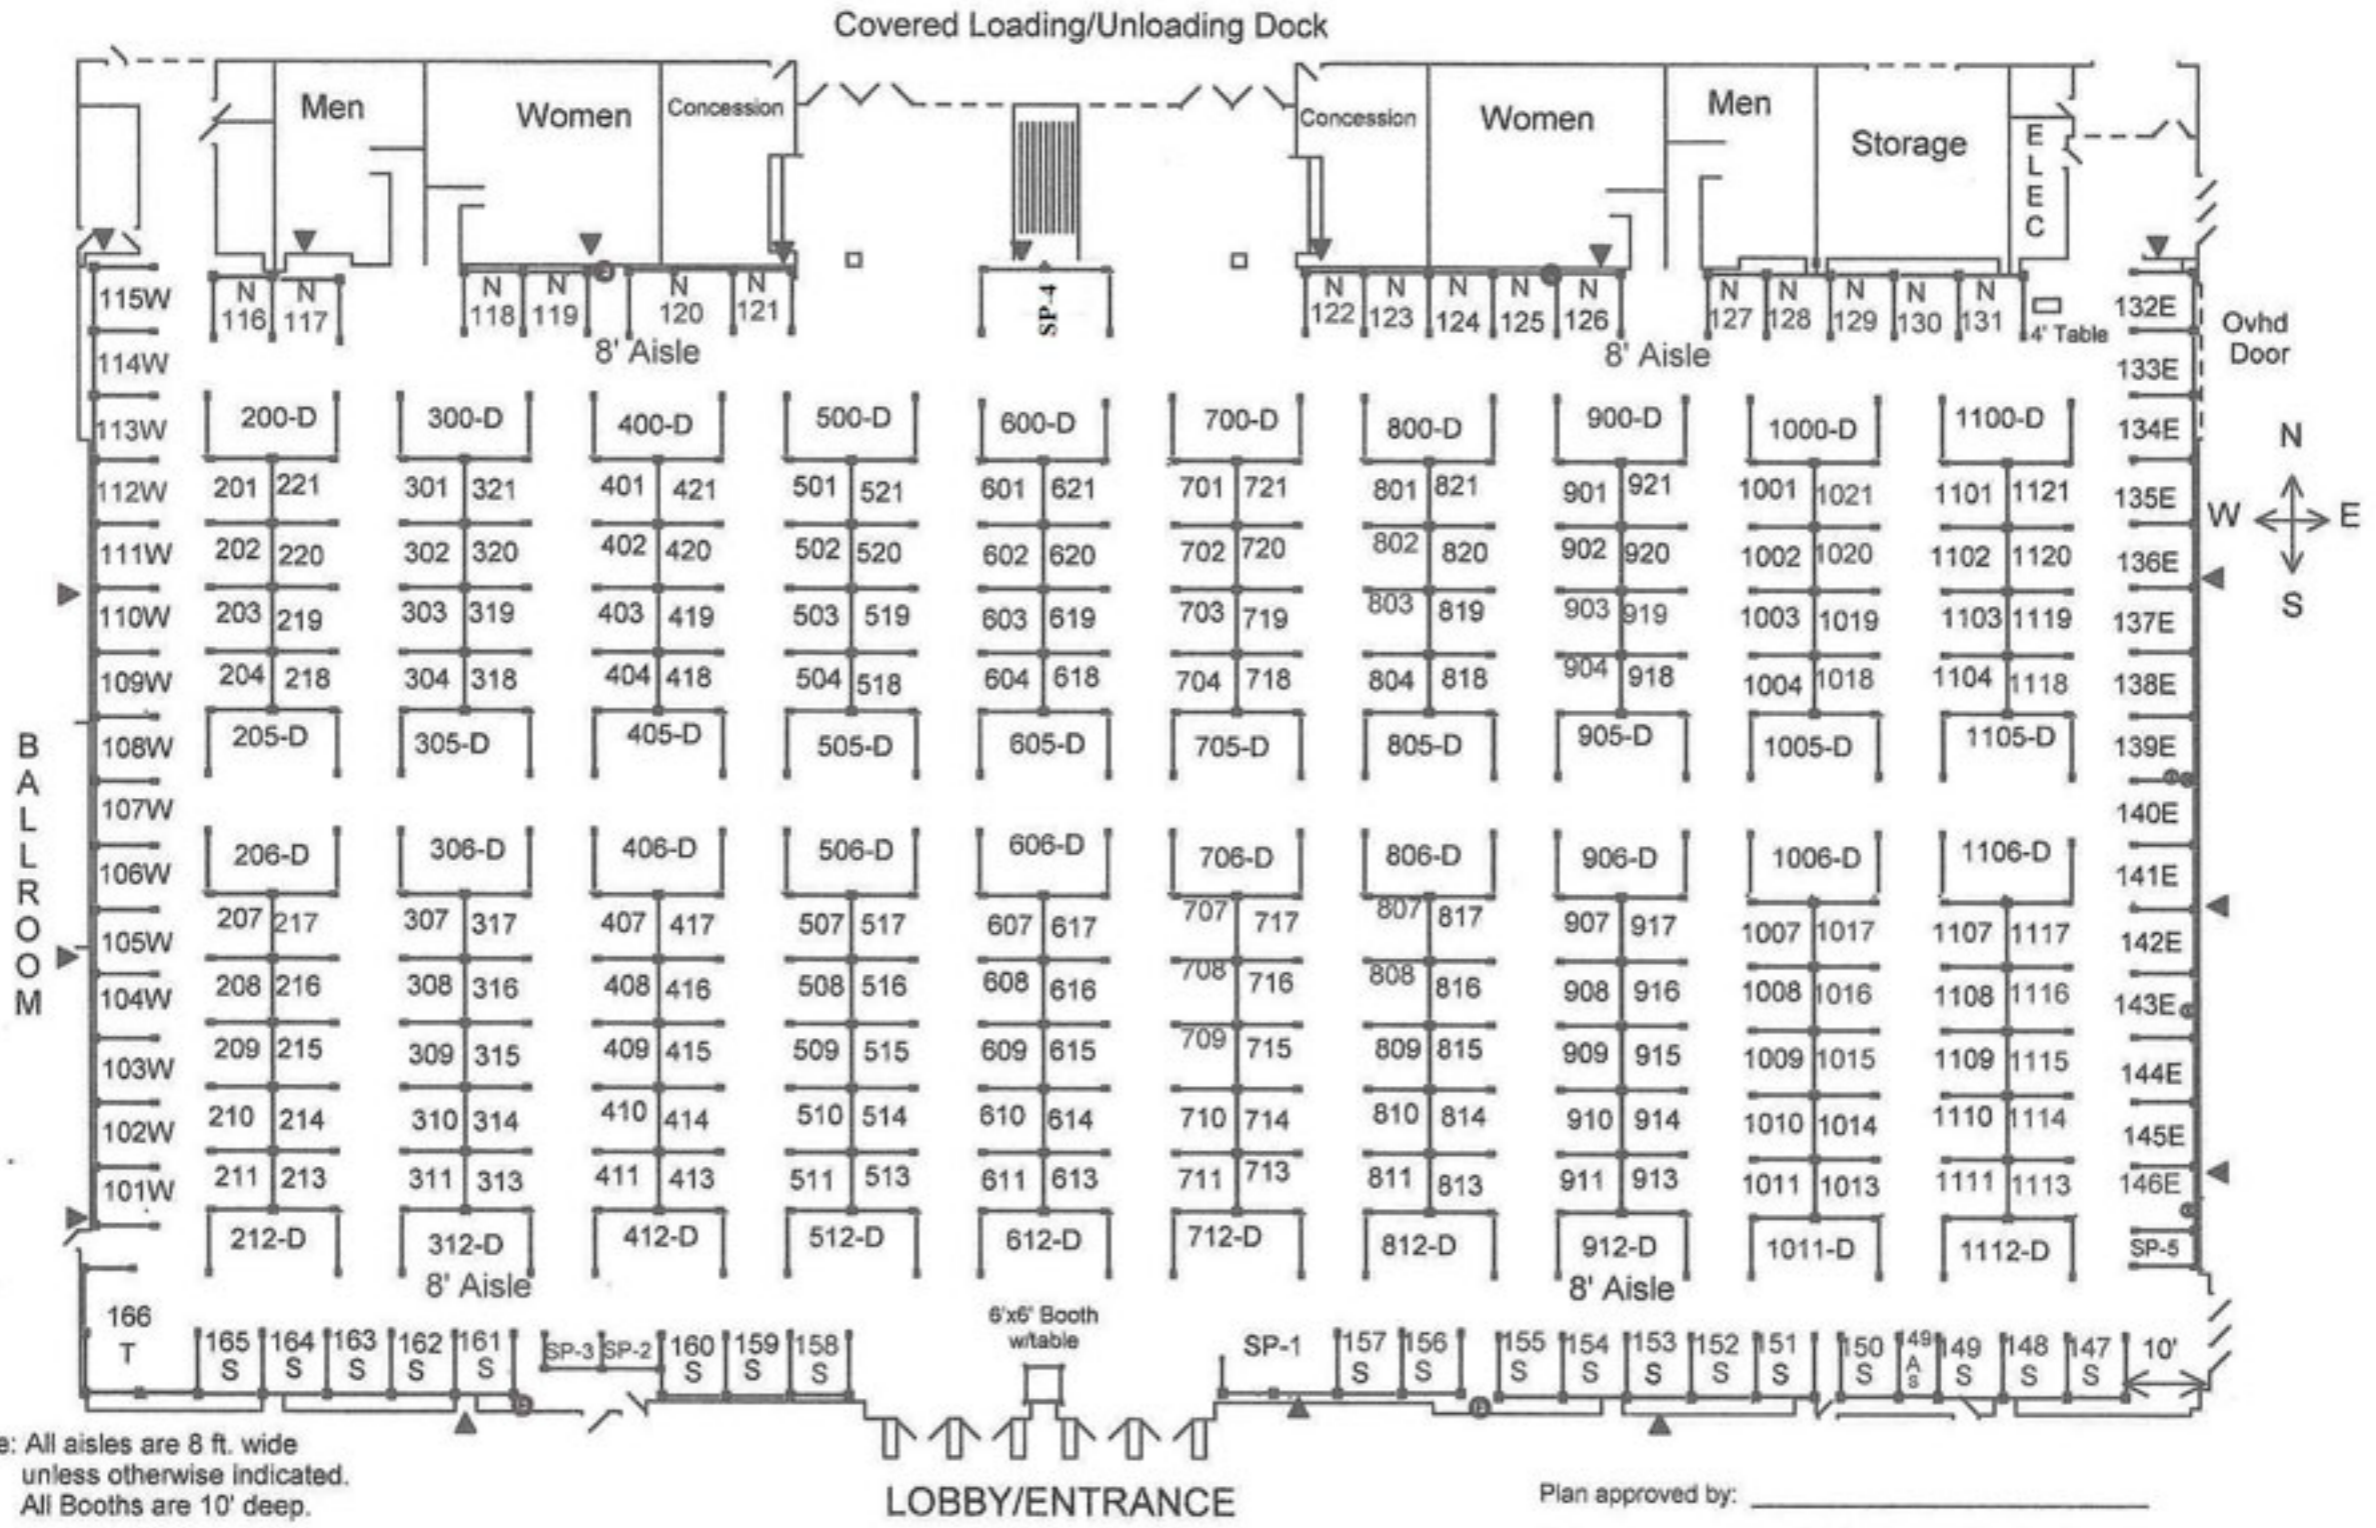 Covered Loading/Unloading Dock
Men
Women
Concession
Concession
Women
Men
Storage
E
L
E
C
115W
N
116
N
117
N
118
N
119
N
120
N
121
SP-4
N
122
N
123
N
124
N
125
N
126
N
127
N
128
N
129
N
130
N
131
4' Table
132E
Ovhd
Door
8' Aisle
8' Aisle
114W
133E
113W
200-D 300-D 400-D 500-D 600-D 700-D 800-D 900-D 1000-D 1100-D
134E
N
W E
S
112W 201 221 301 321 401 421 501 521 601 621 701 721 801 821 901 921 1001 1021 1101 1121 135E
111W 202 220 302 320 402 420 502 520 602 620 702 720 802 820 902 920 1002 1020 1102 1120 136E
110W 203 219 303 319 403 419 503 519 603 619 703 719 803 819 903 919 1003 1019 1103 1119 137E
109W 204 218 304 318 404 418 504 518 604 618 704 718 804 818 904 918 1004 1018 1104 1118 138E
108W 205-D 305-D 405-D 505-D 605-D 705-D 805-D 905-D 1005-D 1105-D 139E
B
A
L
L
R
O
O
M
107W 140E
106W 206-D 306-D 406-D 506-D 606-D 706-D 806-D 906-D 1006-D 1106-D 141E
105W 207 217 307 317 407 417 507 517 607 617 707 717 807 817 907 917 1007 1017 1107 1117 142E
104W 208 216 308 316 408 416 508 516 608 616 708 716 808 816 908 916 1008 1016 1108 1116 143E
103W 209 215 309 315 409 415 509 515 609 615 709 715 809 815 909 915 1009 1015 1109 1115 144E
102W 210 214 310 314 410 414 510 514 610 614 710 714 810 814 910 914 1010 1014 1110 1114 145E
101W 211 213 311 313 411 413 511 513 611 613 711 713 811 813 911 913 1011 1013 1111 1113 146E
212-D 312-D 412-D 512-D 612-D 712-D 812-D 912-D 1011-D 1112-D SP-5
8' Aisle
8' Aisle
166
T
165
S
164
S
163
S
162
S
161
S
SP-3
SP-2
160
S
159
S
158
S
6'x6' Booth
w/table
SP-1
157
S
156
S
155
S
154
S
153
S
152
S
151
S
150
S
149
A
S
149
S
148
S
147
S
10'
e: All aisles are 8 ft. wide
unless otherwise indicated.
All Booths are 10' deep.
LOBBY/ENTRANCE
Plan approved by: